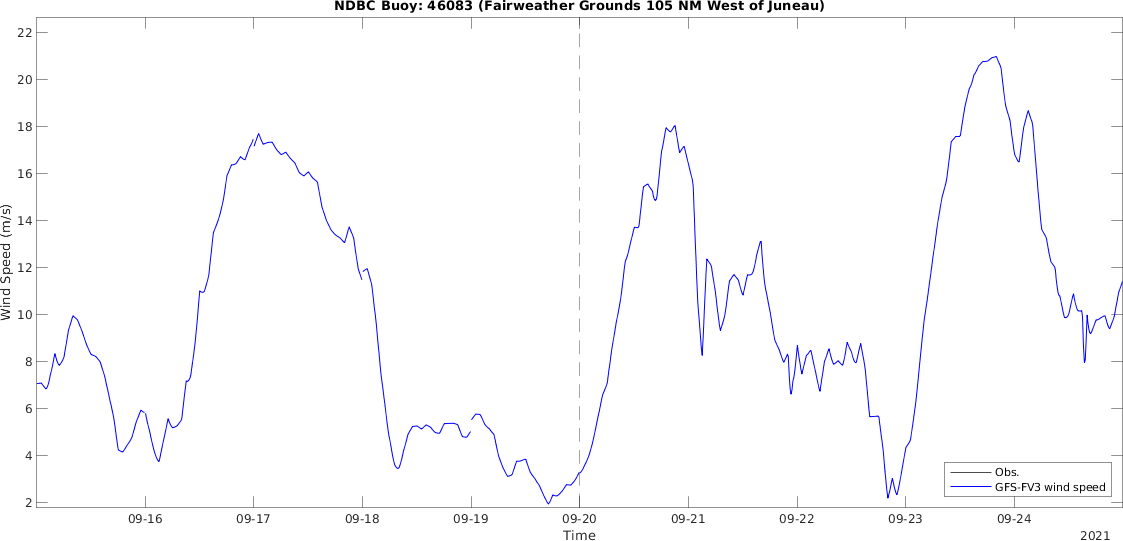 NDBC Buoy: 46083 (Fairweather Grounds 105 NM West of Juneau)
22
20
18
16
14
12
10
8
6
4
2
Wind Speed (m/s)
Obs.
GFS-FV3 wind speed
09-16 09-17 09-18 09-19 09-20 09-21 09-22 09-23 09-24
Time
2021